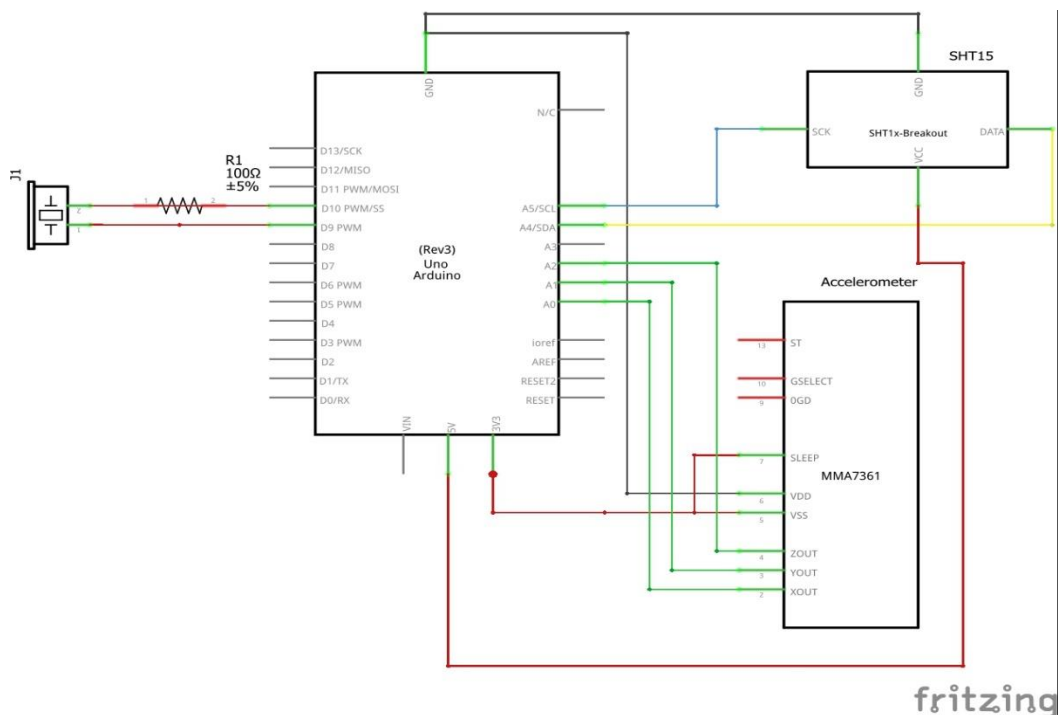 GND
N/C
D13/SCK
D12/MISO
D11 PWM/MOSI
D10 PWM/SS
D9 PWM
D8
D7
D6 PWM
D5 PWM
D4
D3 PWM
D2
D1/TX
D0/RX
(Rev3)
Uno
Arduino
A5/SCL
A4/SDA
A3
A2
A1
A0
ioref
AREF
RESET2
RESET
VIN
5V
3V3
J1
2
1
R1
100Ω
±5%
1
2
SHT15
GND
SCK
SHT1x-Breakout
DATA
VCC
Accelerometer
13
ST
10
GSELECT
9
0GD
7
SLEEP
MMA7361
6
VDD
5
VSS
4
ZOUT
3
YOUT
2
XOUT
fritzing